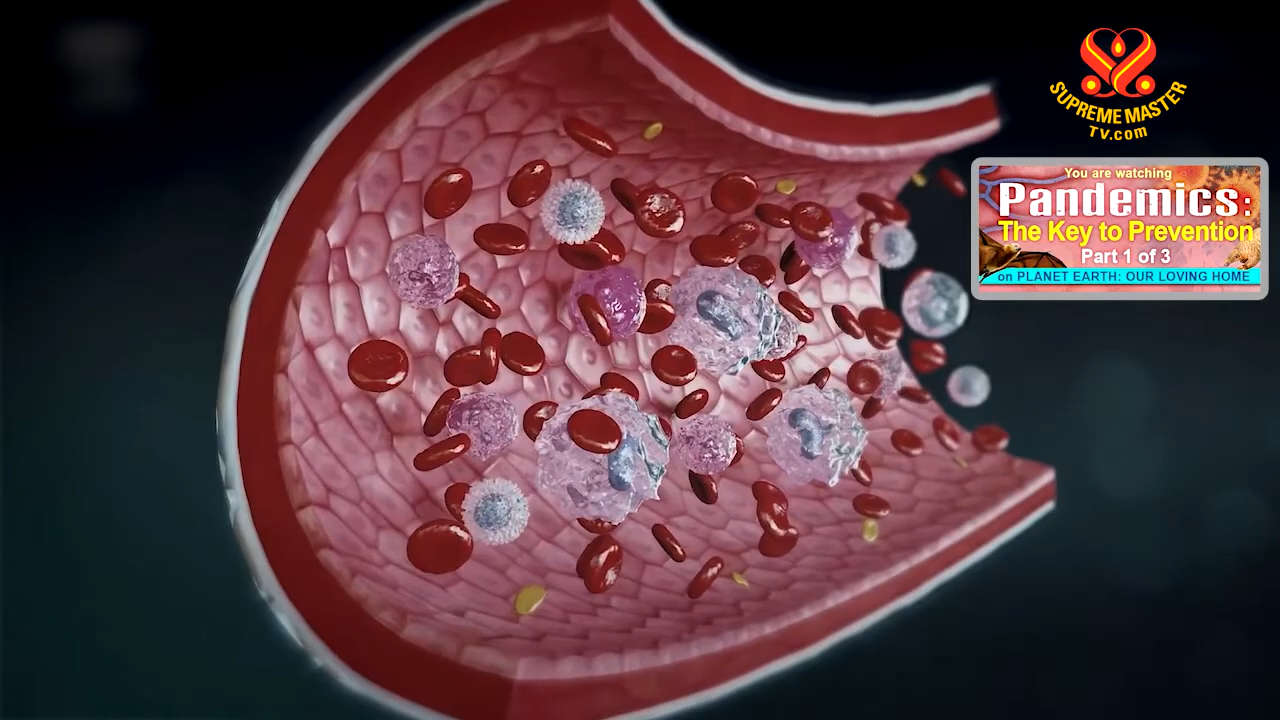 SUPREME MASTER
TV.com
You are watching
Pandemics:
The Key to Prevention
Part 1 of 3
on PLANET EARTH: OUR LOVING HOME